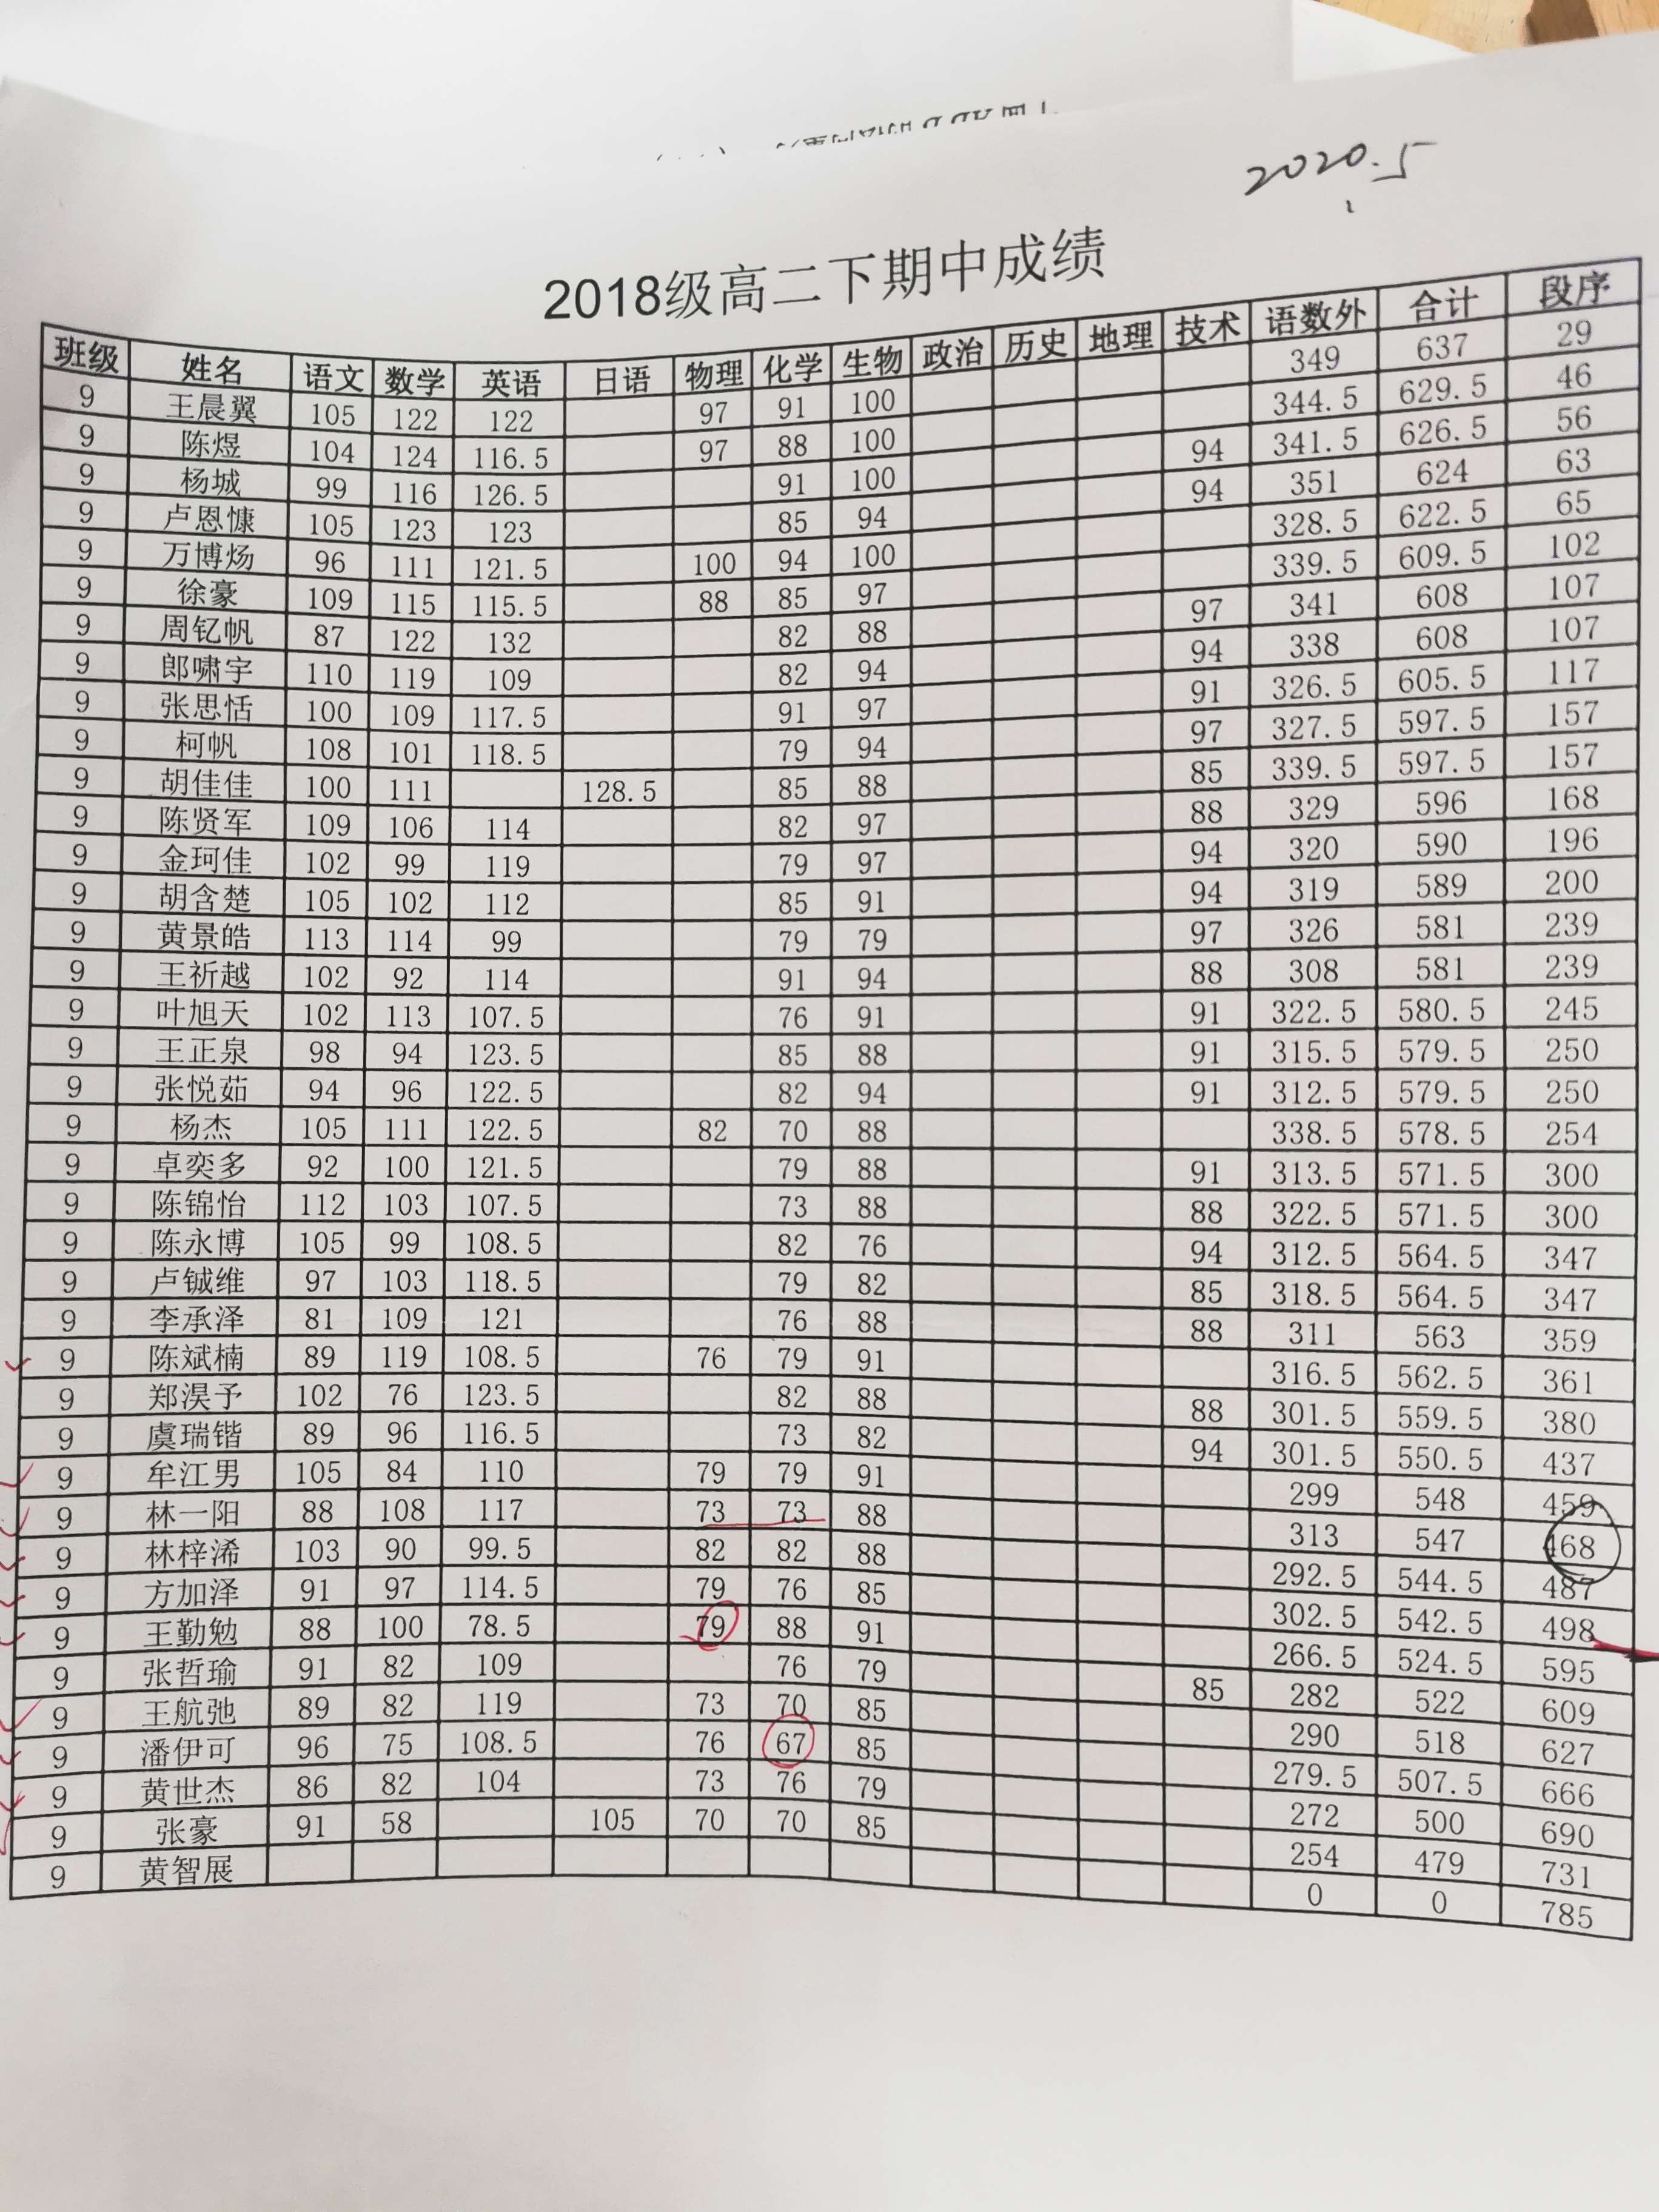 2020.5
2018级高二下期中成绩
班级 姓名 语文 数学 英语 日语 物理 化学 生物 政治 历史 地理 技术 语数外 合计 段序
9 王晨翼 105 122 122 97 91 100 349 637 29
9 陈煜 104 124 116.5 97 88 100 344.5 629.5 46
9 杨城 99 116 126.5 91 100 94 341.5 626.5 56
9 卢恩慷 105 123 123 85 94 94 351 624 63
9 万博炀 96 111 121.5 100 94 100 328.5 622.5 65
9 徐豪 109 115 115.5 88 85 97 339.5 609.5 102
9 周钇帆 87 122 132 82 88 97 341 608 107
9 郎啸宇 110 119 109 82 94 94 338 608 107
9 张思恬 100 109 117.5 91 97 91 326.5 605.5 117
9 柯帆 108 101 118.5 79 94 97 327.5 597.5 157
9 胡佳佳 100 111 128.5 85 88 85 339.5 597.5 157
9 陈贤军 109 106 114 82 97 88 329 596 168
9 金珂佳 102 99 119 79 97 94 320 590 196
9 胡含楚 105 102 112 85 91 94 319 589 200
9 黄景皓 113 114 99 79 79 97 326 581 239
9 王祈越 102 92 114 91 94 88 308 581 239
9 叶旭天 102 113 107.5 76 91 91 322.5 580.5 245
9 王正泉 98 94 123.5 85 88 91 315.5 579.5 250
9 张悦茹 94 96 122.5 82 94 91 312.5 579.5 250
9 杨杰 105 111 122.5 82 70 88 338.5 578.5 254
9 卓奕多 92 100 121.5 79 88 91 313.5 571.5 300
9 陈锦怡 112 103 107.5 73 88 88 322.5 571.5 300
9 陈永博 105 99 108.5 82 76 94 312.5 564.5 347
9 卢铖维 97 103 118.5 79 82 85 318.5 564.5 347
9 李承泽 81 109 121 76 88 88 311 563 359
9 陈斌楠 89 119 108.5 76 79 91 316.5 562.5 361
9 郑淏予 102 76 123.5 82 88 88 301.5 559.5 380
9 虞瑞锴 89 96 116.5 73 82 94 301.5 550.5 437
9 牟江男 105 84 110 79 79 91 299 548 459
9 林一阳 88 108 117 73 73 88 313 547 468
9 林梓浠 103 90 99.5 82 82 88 292.5 544.5 487
9 方加泽 91 97 114.5 79 76 85 302.5 542.5 498
9 王勤勉 88 100 78.5 79 88 91 266.5 524.5 595
9 张哲瑜 91 82 109 76 79 85 282 522 609
9 王航弛 89 82 119 73 70 85 290 518 627
9 潘伊可 96 75 108.5 76 67 85 279.5 507.5 666
9 黄世杰 86 82 104 73 76 79 272 500 690
9 张豪 91 58 105 70 70 85 254 479 731
9 黄智展 0 0 785